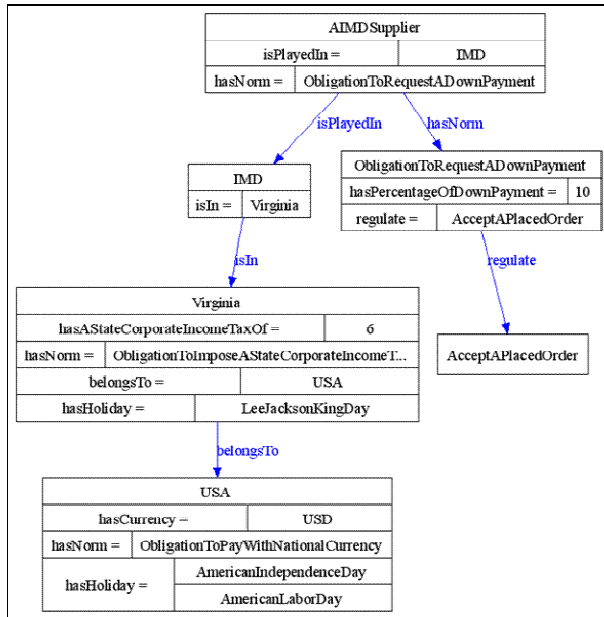 AIMDSupplier
isPlayedIn = IMD
hasNorm = ObligationToRequestADownPayment
isPlayedIn hasNorm
IMD
isIn = Virginia
ObligationToRequestADownPayment
hasPercentageOfDownPayment = 10
regulate = AcceptAPlacedOrder
isIn
regulate
Virginia
hasAStateCorporateIncomeTaxOf = 6
hasNorm = ObligationToImposeAStateCorporateIncomeT...
belongsTo = USA
hasHoliday = LeeJacksonKingDay
AcceptAPlacedOrder
belongsTo
USA
hasCurrency = USD
hasNorm = ObligationToPayWithNationalCurrency
hasHoliday = AmericanIndependenceDay
AmericanLaborDay